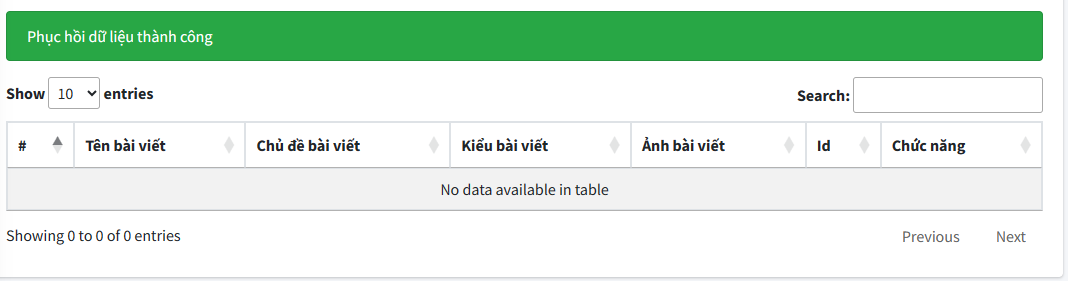 Phục hồi dữ liệu thành công
Show 10 entries Search:
# Tên bài viết Chủ đề bài viết Kiểu bài viết Ảnh bài viết Id Chức năng
No data available in table
Showing 0 to 0 of 0 entries Previous Next